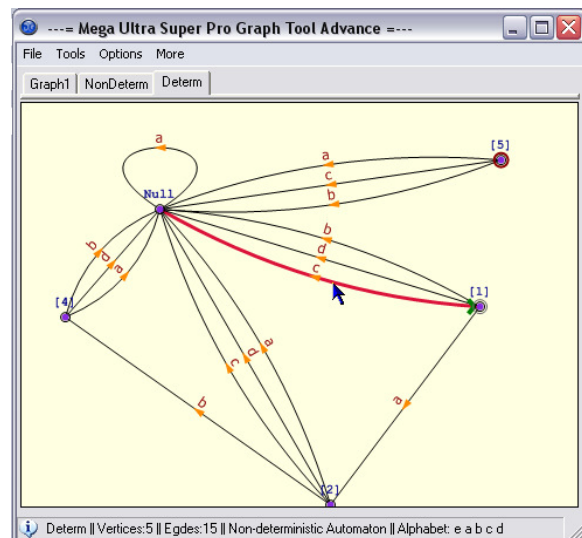 ---= Mega Ultra Super Pro Graph Tool Advance =---
File Tools Options More
Graph1 NonDeterm Determ
a
[5]
a
c
b
Null
b
d
c
b
d
a
[4]
[1]
c
d
a
a
b
[2]
Determ || Vertices:5 || Egdes:15 || Non-deterministic Automaton || Alphabet: e a b c d